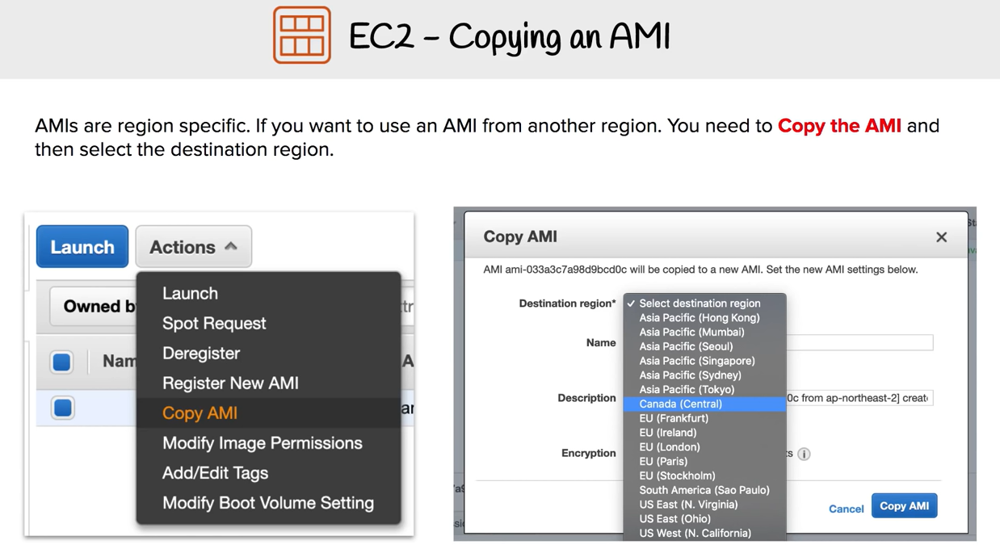 EC2 – Copying an AMI
AMIs are region specific. If you want to use an AMI from another region. You need to Copy the AMI and
then select the destination region.
Launch
Actions
Launch
Spot Request
Deregister
Register New AMI
Copy AMI
Modify Image Permissions
Add/Edit Tags
Modify Boot Volume Setting
Owned b
Nam
Copy AMI
AMI ami-033a3c7a98d9bcd0c will be copied to a new AMI. Set the new AMI settings below.
Destination region*
✓ Select destination region
Asia Pacific (Hong Kong)
Asia Pacific (Mumbai)
Asia Pacific (Seoul)
Asia Pacific (Singapore)
Asia Pacific (Sydney)
Asia Pacific (Tokyo)
Canada (Central)
EU (Frankfurt)
EU (Ireland)
EU (London)
EU (Paris)
EU (Stockholm)
South America (Sao Paulo)
US East (N. Virginia)
US East (Ohio)
US West (N. California)
Name
Description
0c from ap-northeast-2] create
Encryption
Cancel
Copy AMI